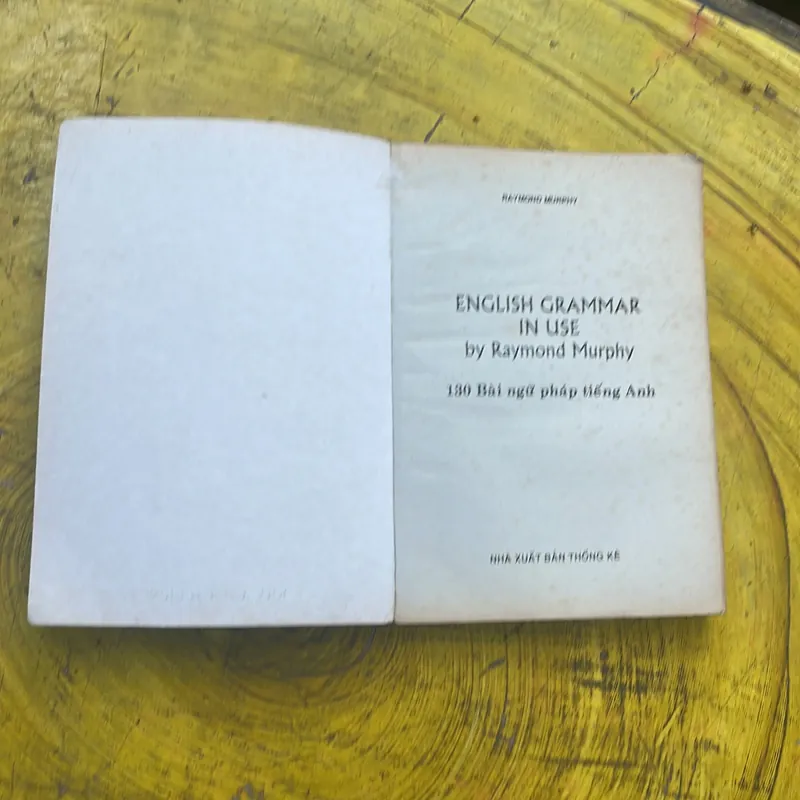 RAYMOND MURPHY
ENGLISH GRAMMAR
IN USE
by Raymond Murphy
130 Bài ngữ pháp tiếng Anh
NHÀ XUẤT BẢN THỐNG KÊ